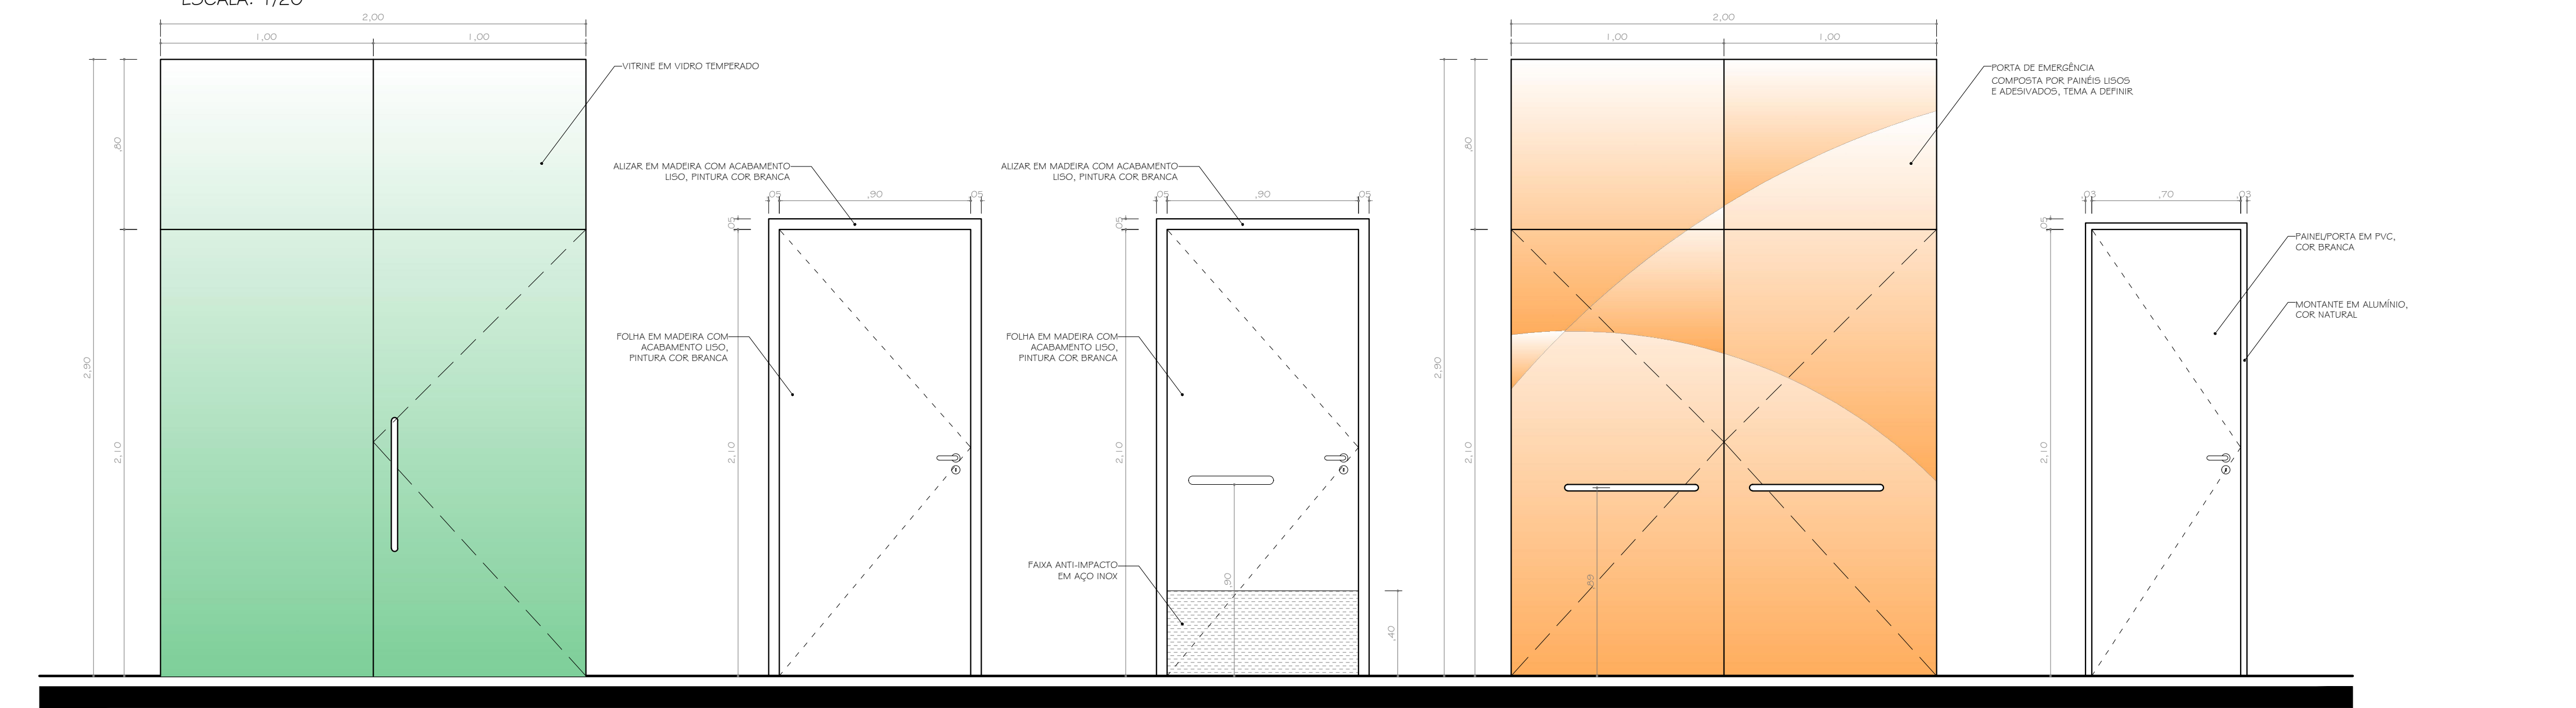 ESCALA: 1/20
2,00
1,00
1,00
,80
2,90
2,10
VITRINE EM VIDRO TEMPERADO
ALIZAR EM MADEIRA COM ACABAMENTO
LISO, PINTURA COR BRANCA
,05
,90
,05
,05
FOLHA EM MADEIRA COM
ACABAMENTO LISO,
PINTURA COR BRANCA
2,10
ALIZAR EM MADEIRA COM ACABAMENTO
LISO, PINTURA COR BRANCA
,05
,90
,05
,05
FOLHA EM MADEIRA COM
ACABAMENTO LISO,
PINTURA COR BRANCA
2,10
FAIXA ANTI-IMPACTO
EM AÇO INOX
,90
,40
2,00
1,00
1,00
,80
2,90
2,10
,89
PORTA DE EMERGÊNCIA
COMPOSTA POR PAINÉIS LISOS
E ADESIVADOS, TEMA A DEFINIR
,03
,70
,03
,05
2,10
PAINEL/PORTA EM PVC,
COR BRANCA
MONTANTE EM ALUMÍNIO,
COR NATURAL